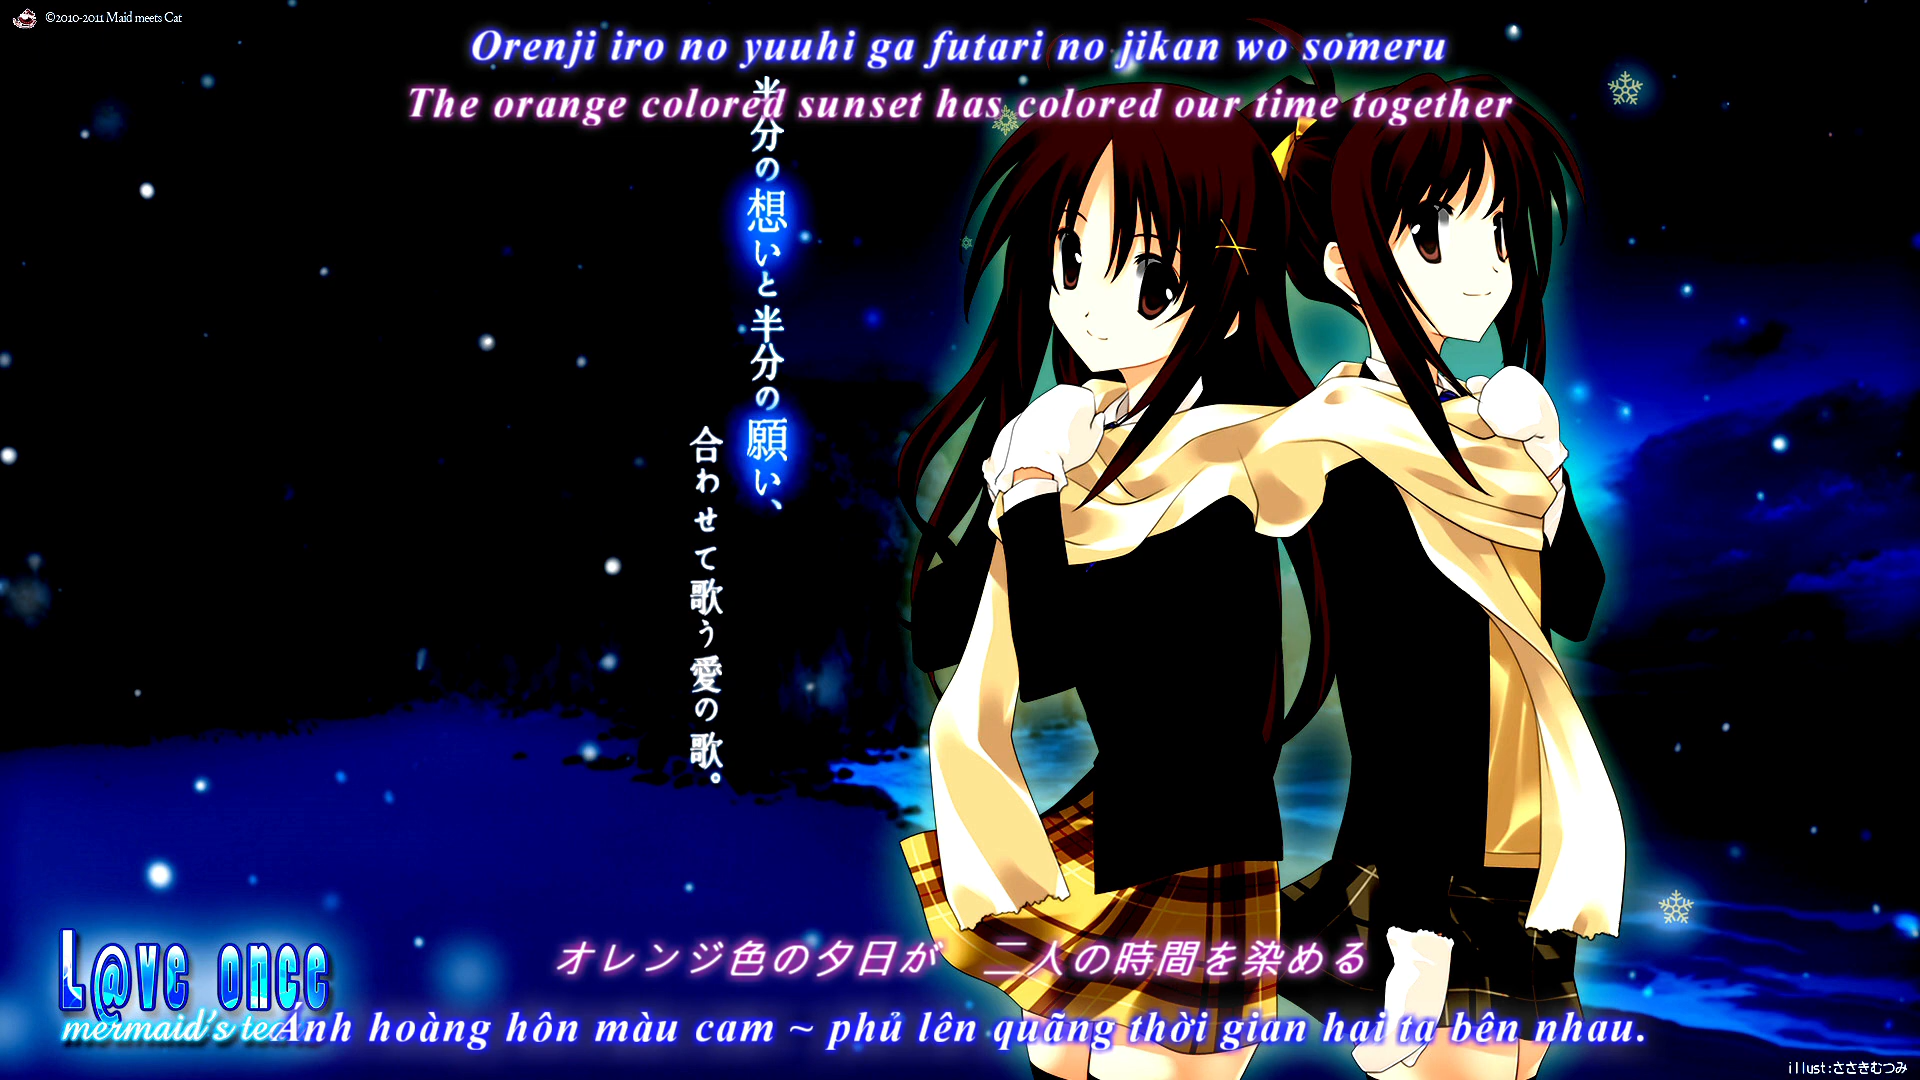 ©2010-2011 Maid meets Cat
Orenji iro no yuuhi ga futari no jikan wo someru
The orange colored sunset has colored our time together
半分の想いと半分の願い、
合わせて歌う愛の歌。
L@ve once
mermaid's
オレンジ色の夕日が 二人の時間を染める
Ánh hoàng hôn màu cam ~ phủ lên quãng thời gian hai ta bên nhau.
illust:ささきむつみ